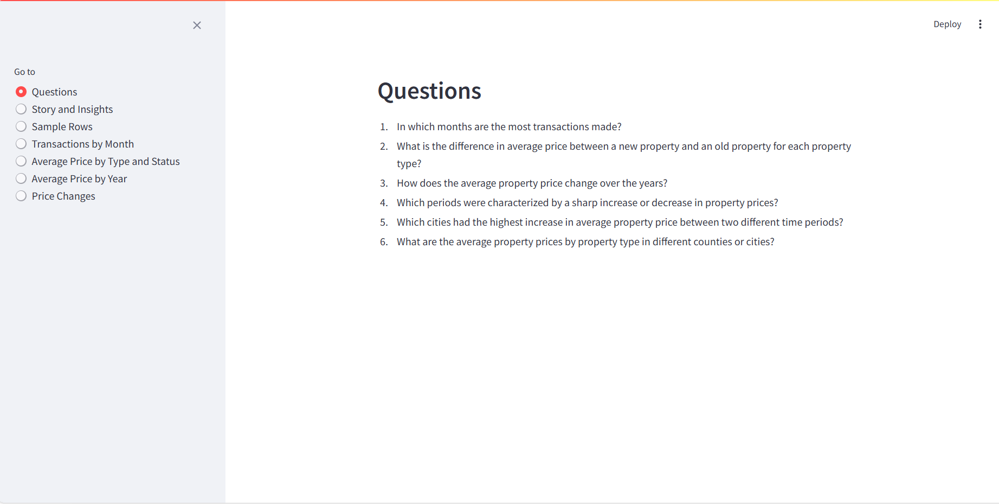 Deploy
Go to
Questions
Story and Insights
Sample Rows
Transactions by Month
Average Price by Type and Status
Average Price by Year
Price Changes
Questions
1. In which months are the most transactions made?
2. What is the difference in average price between a new property and an old property for each property
type?
3. How does the average property price change over the years?
4. Which periods were characterized by a sharp increase or decrease in property prices?
5. Which cities had the highest increase in average property price between two different time periods?
6. What are the average property prices by property type in different counties or cities?